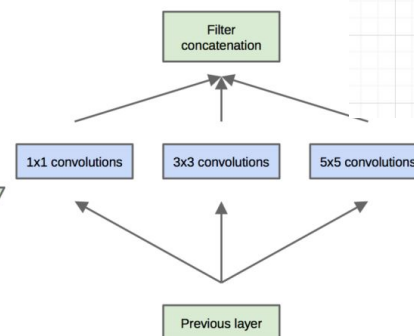 Filter
concatenation
1x1 convolutions
3x3 convolutions
5x5 convolutions
Previous layer